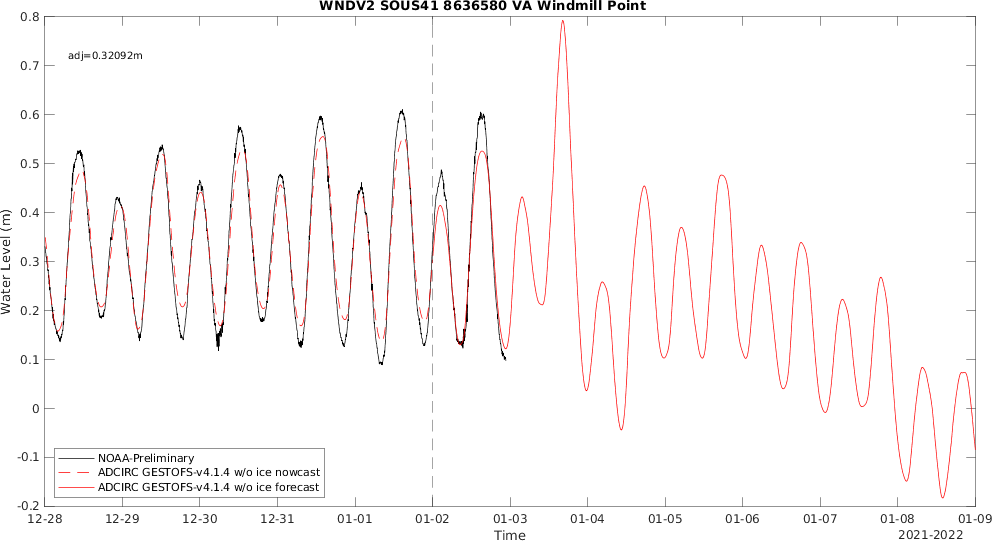 WNDV2 SOUS41 8636580 VA Windmill Point
adj=0.32092m
Water Level (m)
0.8
0.7
0.6
0.5
0.4
0.3
0.2
0.1
0
-0.1
-0.2
NOAA-Preliminary
ADCIRC GESTOFS-v4.1.4 w/o ice nowcast
ADCIRC GESTOFS-v4.1.4 w/o ice forecast
12-28 12-29 12-30 12-31 01-01 01-02 01-03 01-04 01-05 01-06 01-07 01-08 01-09
Time
2021-2022